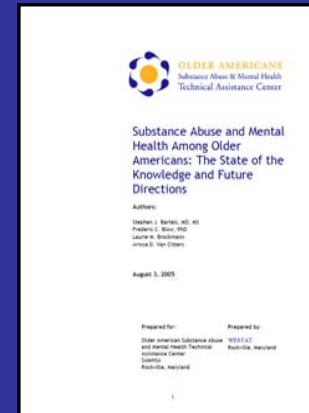 OLDER AMERICANS
Substance Abuse & Mental Health
Technical Assistance Center
Substance Abuse and Mental
Health Among Older
Americans: The State of the
Knowledge and Future
Directions
Authors:
Stephen J. Bartels, MD, MS
Frederic C. Blow, PhD
Laurie M. Brockmann
Aricca D. Van Citters
August 3, 2005
Prepared for:
Older American Substance Abuse
and Mental Health Technical
Assistance Center
SAMHSA
Rockville, Maryland
Prepared by:
WESTAT
Rockville, Maryland
1